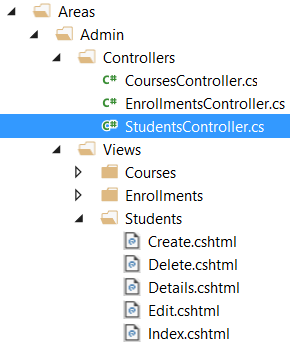 Areas
Admin
Controllers
C# CoursesController.cs
C# EnrollmentsController.cs
C# StudentsController.cs
Views
Courses
Enrollments
Students
Create.cshtml
Delete.cshtml
Details.cshtml
Edit.cshtml
Index.cshtml